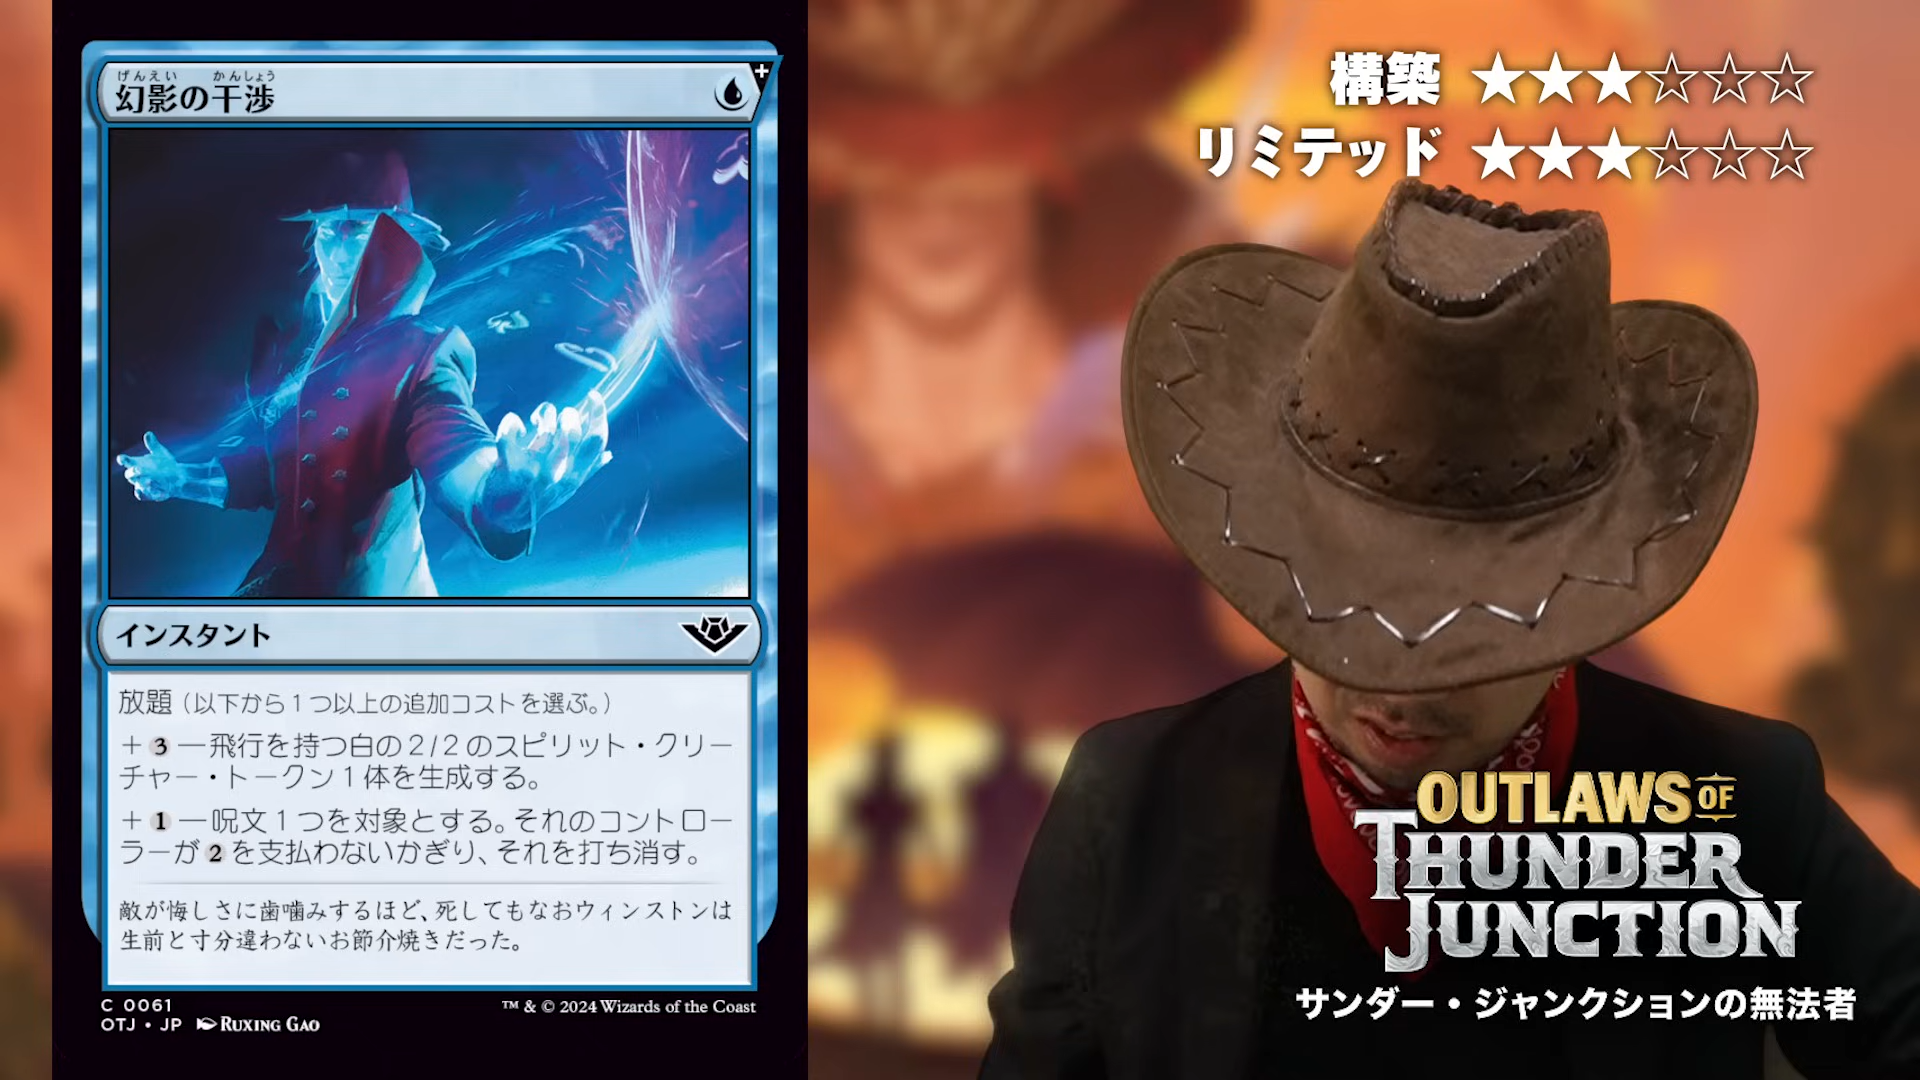 げんえい かんしょう
幻影の干渉
インスタント
放題（以下から１つ以上の追加コストを選ぶ。）
＋ 3 ―飛行を持つ白の２/２のスピリット・クリー
チャー・トークン１体を生成する。
＋ 1 ―呪文１つを対象とする。それのコントロー
ラーが 2 を支払わないかぎり、それを打ち消す。
敵が悔しさに歯噛みするほど、死してもなおウィンストンは
生前と寸分違わないお節介焼きだった。
C 0061
OTJ • JP RUXING GAO
™ & © 2024 Wizards of the Coast
構築 ★★★☆☆☆
リミテッド ★★★☆☆☆
OUTLAWS OF
THUNDER
JUNCTION
サンダー・ジャンクションの無法者